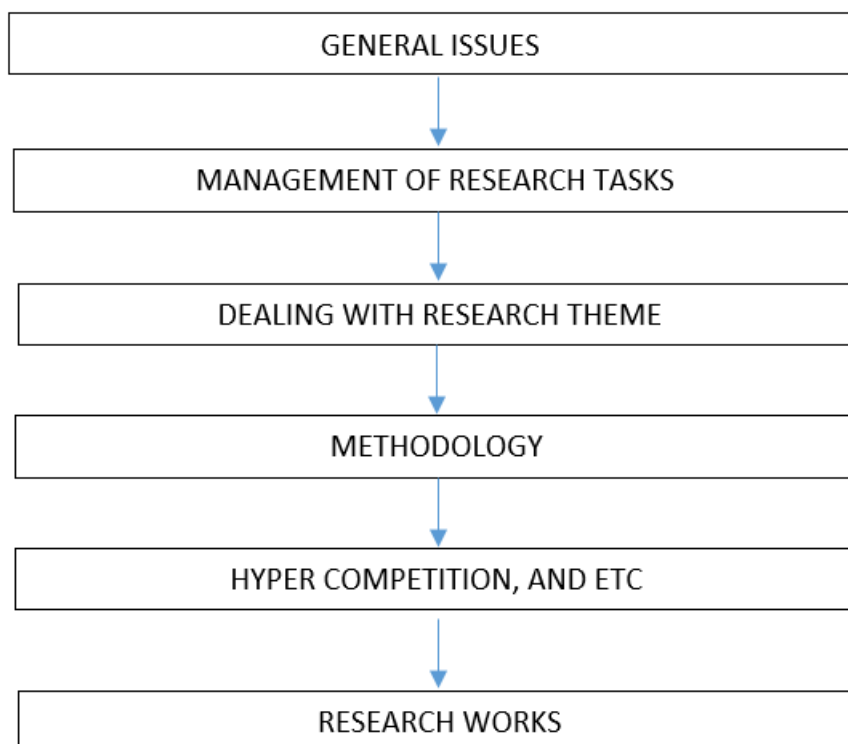 GENERAL ISSUES
MANAGEMENT OF RESEARCH TASKS
DEALING WITH RESEARCH THEME
METHODOLOGY
HYPER COMPETITION, AND ETC
RESEARCH WORKS